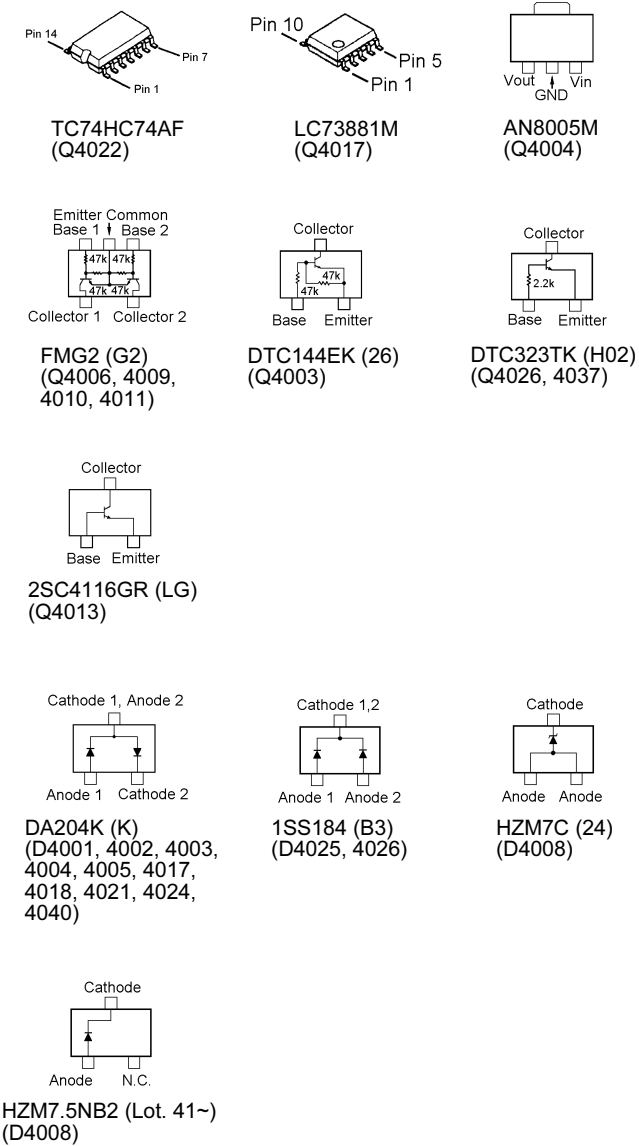 Pin 14
Pin 7
Pin 1
TC74HC74AF
(Q4022)
Pin 10
Pin 5
Pin 1
LC73881M
(Q4017)
Vout
Vin
GND
AN8005M
(Q4004)
Emitter Common
Base 1
Base 2
47k
47k
47k
47k
Collector 1
Collector 2
FMG2 (G2)
(Q4006, 4009,
4010, 4011)
Collector
47k
47k
Base
Emitter
DTC144EK (26)
(Q4003)
Collector
2.2k
Base
Emitter
DTC323TK (H02)
(Q4026, 4037)
Collector
Base
Emitter
2SC4116GR (LG)
(Q4013)
Cathode 1, Anode 2
Anode 1
Cathode 2
DA204K (K)
(D4001, 4002, 4003,
4004, 4005, 4017,
4018, 4021, 4024,
4040)
Cathode 1,2
Anode 1
Anode 2
1SS184 (B3)
(D4025, 4026)
Cathode
Anode
Anode
HZM7C (24)
(D4008)
Cathode
Anode
N.C.
HZM7.5NB2 (Lot. 41~)
(D4008)